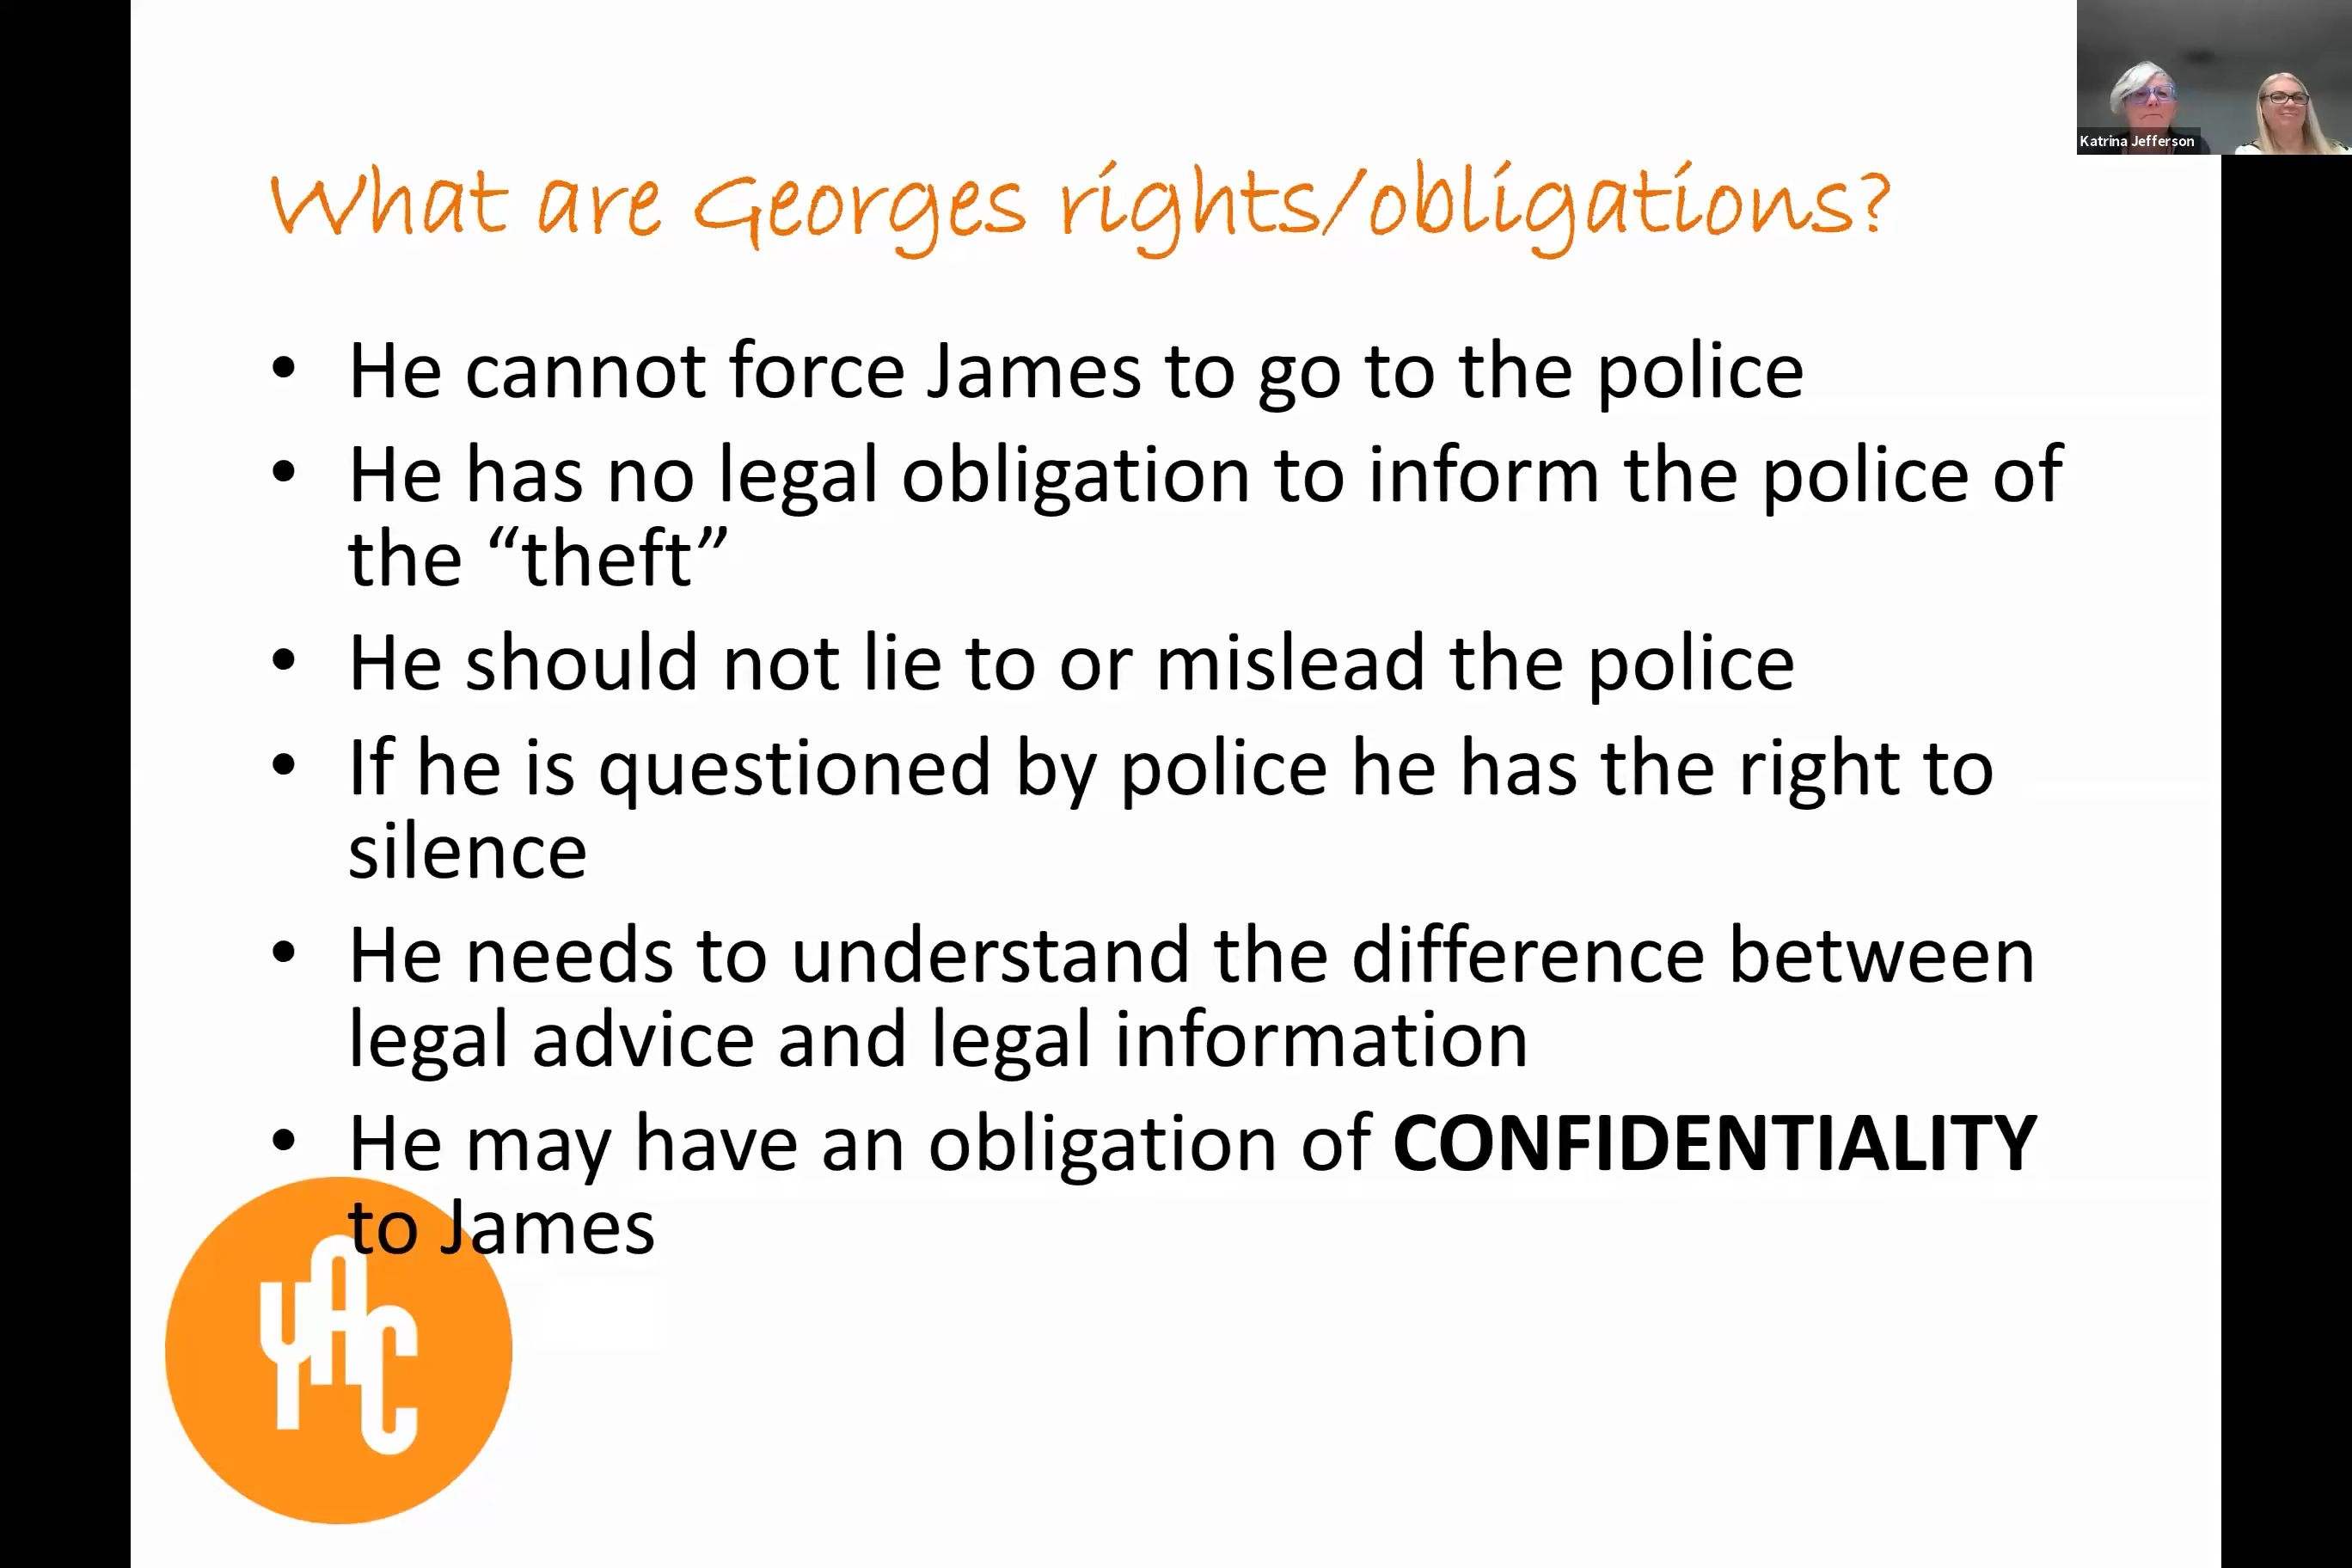 Katrina Jefferson
What are Georges rights/obligations?
• He cannot force James to go to the police
• He has no legal obligation to inform the police of
the “theft”
• He should not lie to or mislead the police
• If he is questioned by police he has the right to
silence
• He needs to understand the difference between
legal advice and legal information
• He may have an obligation of CONFIDENTIALITY
to James
YAC